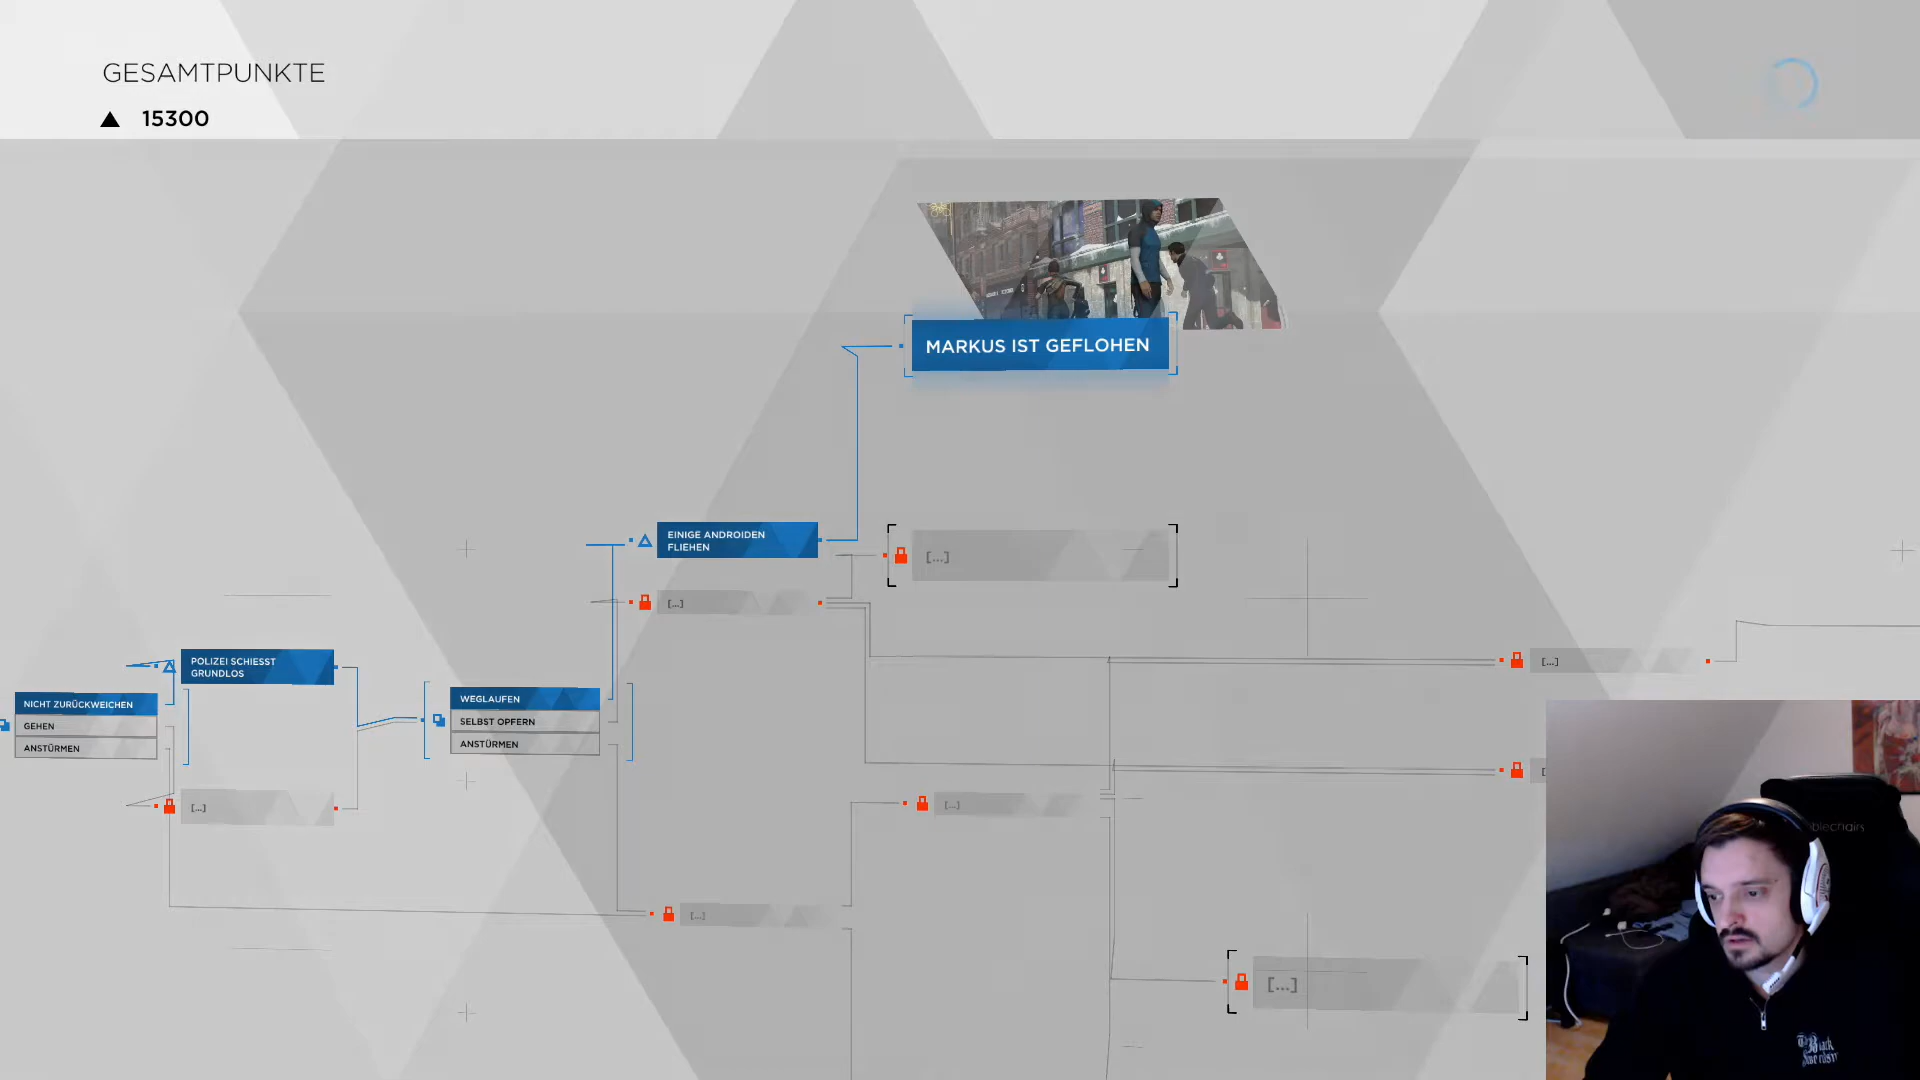 GESAMTPUNKTE
15300
MARKUS IST GEFLOHEN
EINIGE ANDROIDEN
FLIEHEN
[...]
[...]
POLIZEI SCHIESST
GRUNDLOS
[...]
NICHT ZURÜCKWEICHEN
GEHEN
ANSTÜRMEN
WEGLAUFEN
SELBST OPFERN
ANSTÜRMEN
[...]
[...]
[...]
[...]